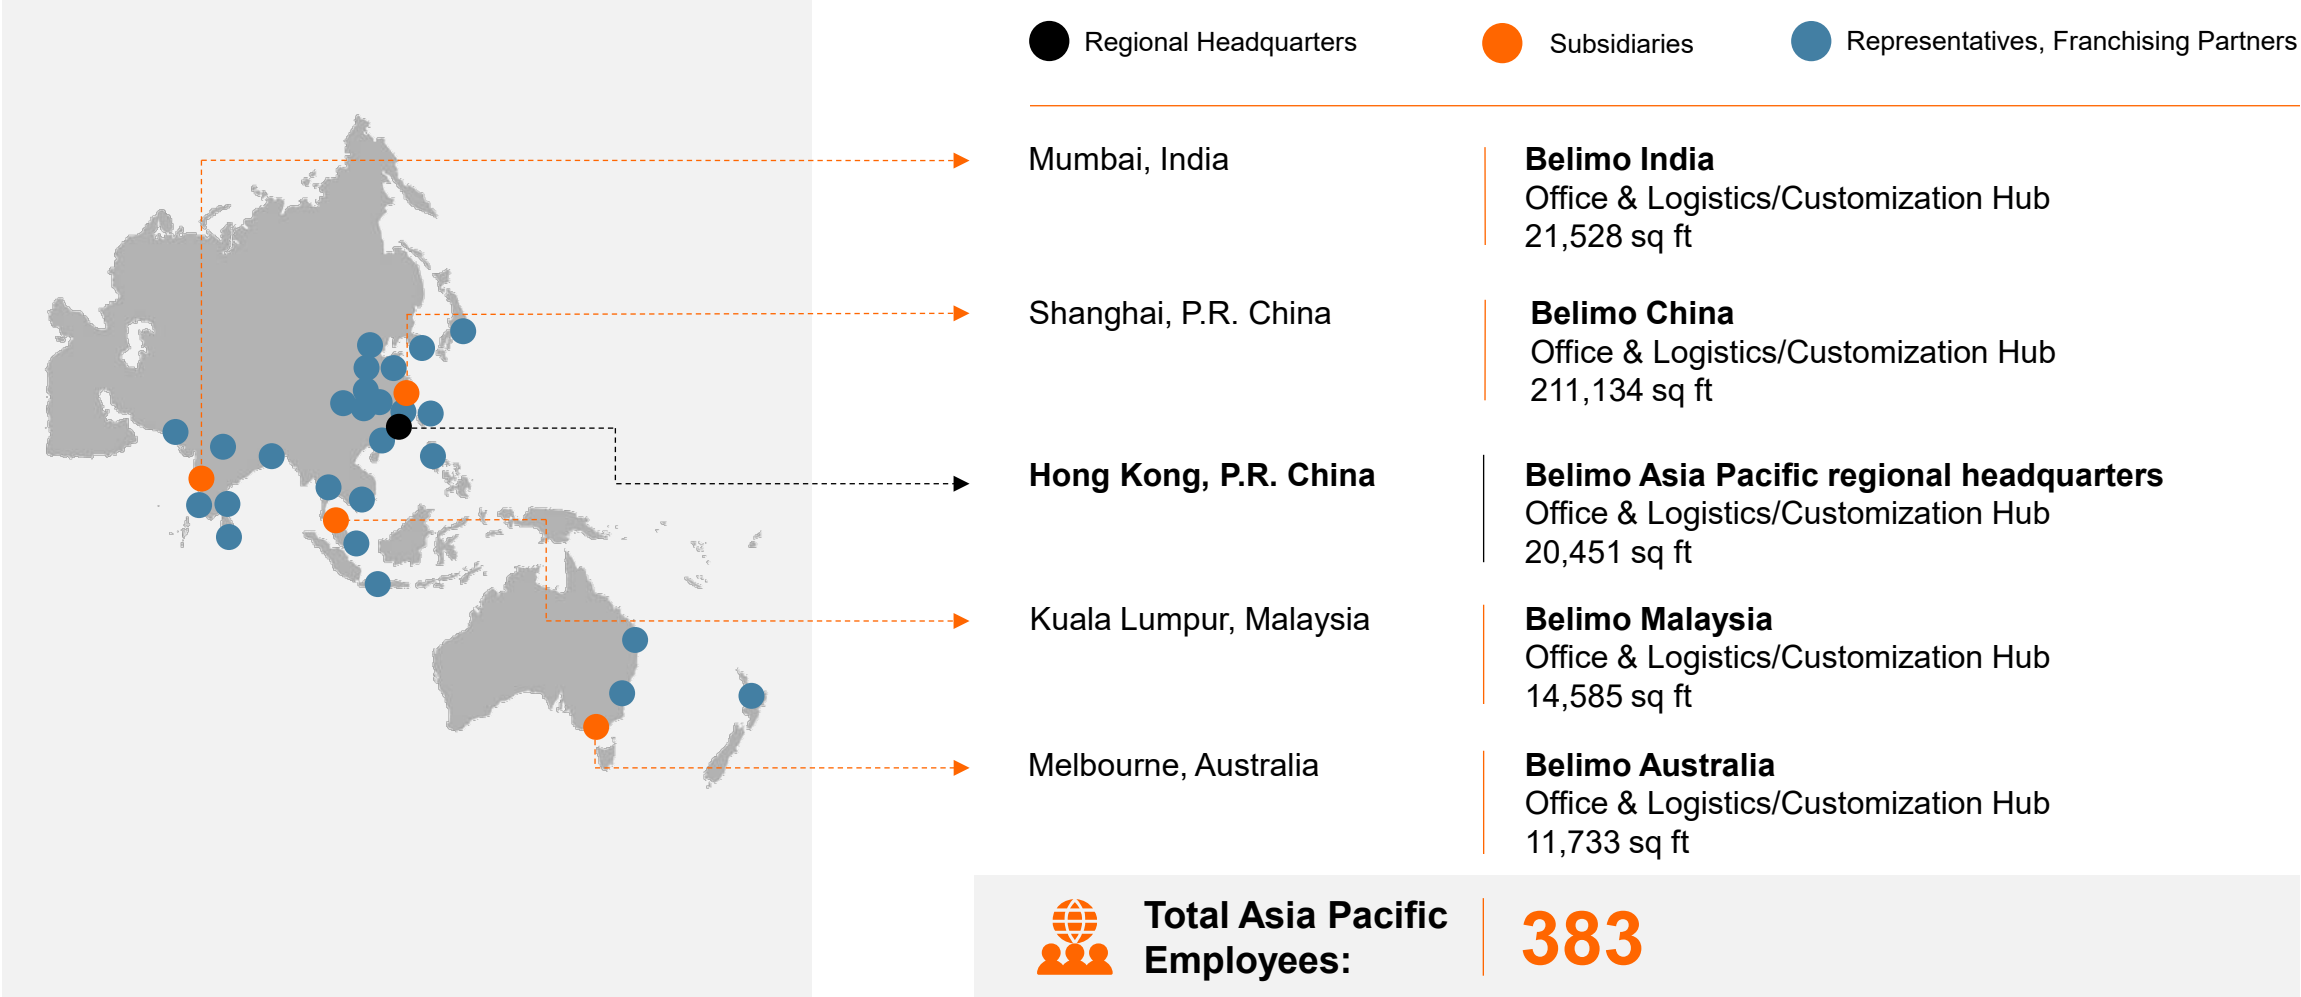 Regional Headquarters
Subsidiaries
Representatives, Franchising Partners
Mumbai, India
Belimo India
Office & Logistics/Customization Hub
21,528 sq ft
Shanghai, P.R. China
Belimo China
Office & Logistics/Customization Hub
211,134 sq ft
Hong Kong, P.R. China
Belimo Asia Pacific regional headquarters
Office & Logistics/Customization Hub
20,451 sq ft
Kuala Lumpur, Malaysia
Belimo Malaysia
Office & Logistics/Customization Hub
14,585 sq ft
Melbourne, Australia
Belimo Australia
Office & Logistics/Customization Hub
11,733 sq ft
Total Asia Pacific
Employees:
383